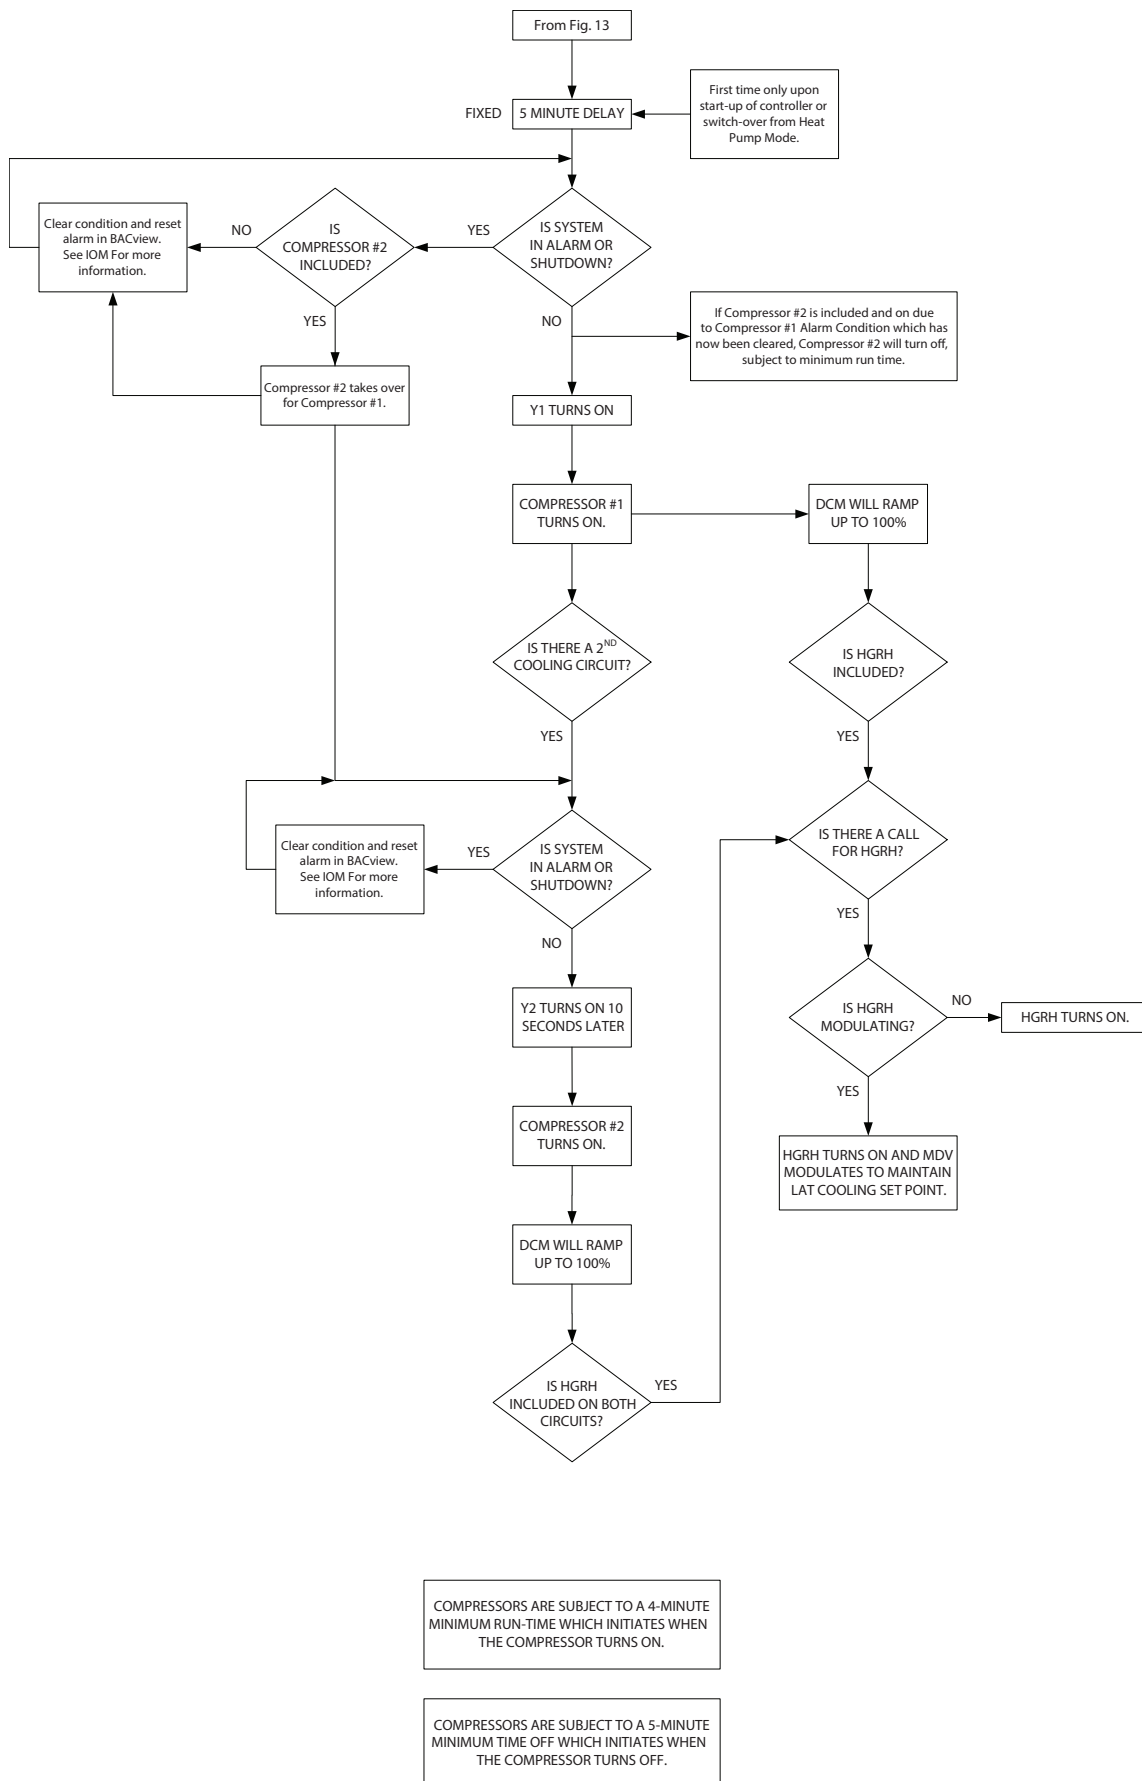 From Fig. 13
FIXED
5 MINUTE DELAY
First time only upon
start-up of controller or
switch-over from Heat
Pump Mode.
Clear condition and reset
alarm in BACview.
See IOM For more
information.
NO
IS
COMPRESSOR #2
INCLUDED?
YES
IS SYSTEM
IN ALARM OR
SHUTDOWN?
YES
NO
If Compressor #2 is included and on due
to Compressor #1 Alarm Condition which has
now been cleared, Compressor #2 will turn off,
subject to minimum run time.
Compressor #2 takes over
for Compressor #1.
Y1 TURNS ON
COMPRESSOR #1
TURNS ON.
DCM WILL RAMP
UP TO 100%
IS THERE A 2ND
COOLING CIRCUIT?
IS HGRH
INCLUDED?
YES
YES
Clear condition and reset
alarm in BACview.
See IOM For more
information.
YES
IS SYSTEM
IN ALARM OR
SHUTDOWN?
IS THERE A CALL
FOR HGRH?
NO
YES
Y2 TURNS ON 10
SECONDS LATER
IS HGRH
MODULATING?
NO
HGRH TURNS ON.
YES
COMPRESSOR #2
TURNS ON.
HGRH TURNS ON AND MDV
MODULATES TO MAINTAIN
LAT COOLING SET POINT.
DCM WILL RAMP
UP TO 100%
IS HGRH
INCLUDED ON BOTH
CIRCUITS?
YES
COMPRESSORS ARE SUBJECT TO A 4-MINUTE
MINIMUM RUN-TIME WHICH INITIATES WHEN
THE COMPRESSOR TURNS ON.
COMPRESSORS ARE SUBJECT TO A 5-MINUTE
MINIMUM TIME OFF WHICH INITIATES WHEN
THE COMPRESSOR TURNS OFF.